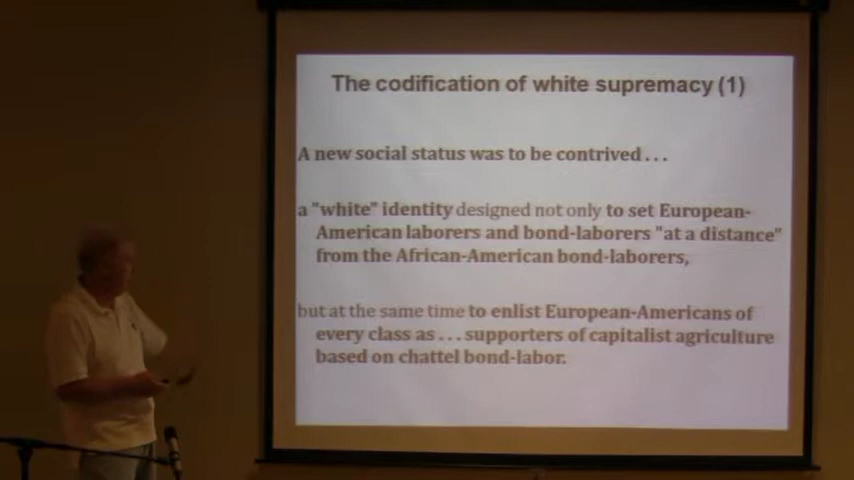 The codification of white supremacy (1)
A new social status was to be contrived . . .
a "white" identity designed not only to set European-
American laborers and bond-laborers "at a distance"
from the African-American bond-laborers,
but at the same time to enlist European-Americans of
every class as . . . supporters of capitalist agriculture
based on chattel bond-labor.